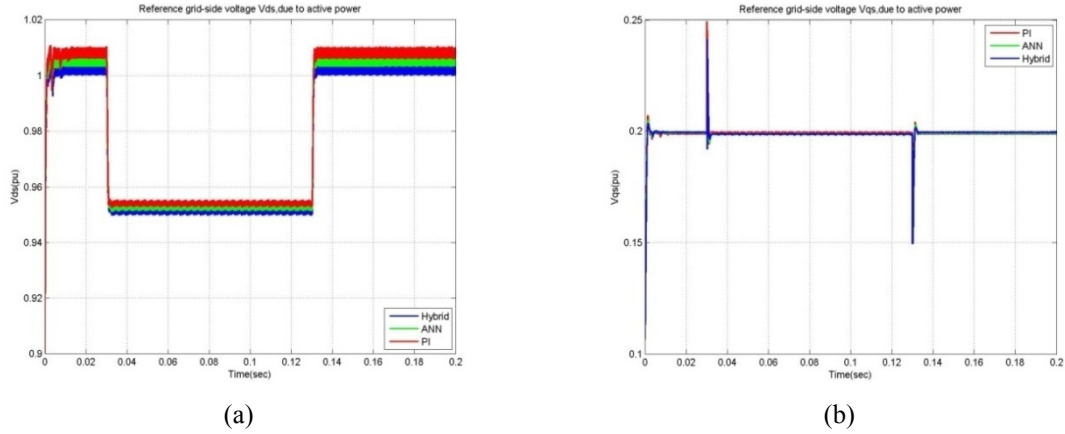 Reference grid-side voltage Vds,due to active power
1.02
1
0.98
0.96
0.94
0.92
0.9
Vds(pu)
Hybrid
ANN
PI
0 0.02 0.04 0.06 0.08 0.1 0.12 0.14 0.16 0.18 0.2
Time(sec)
(a)
Reference grid-side voltage Vqs,due to active power
0.25
0.2
0.15
0.1
Vqs(pu)
PI
ANN
Hybrid
0 0.02 0.04 0.06 0.08 0.1 0.12 0.14 0.16 0.18 0.2
Time(sec)
(b)